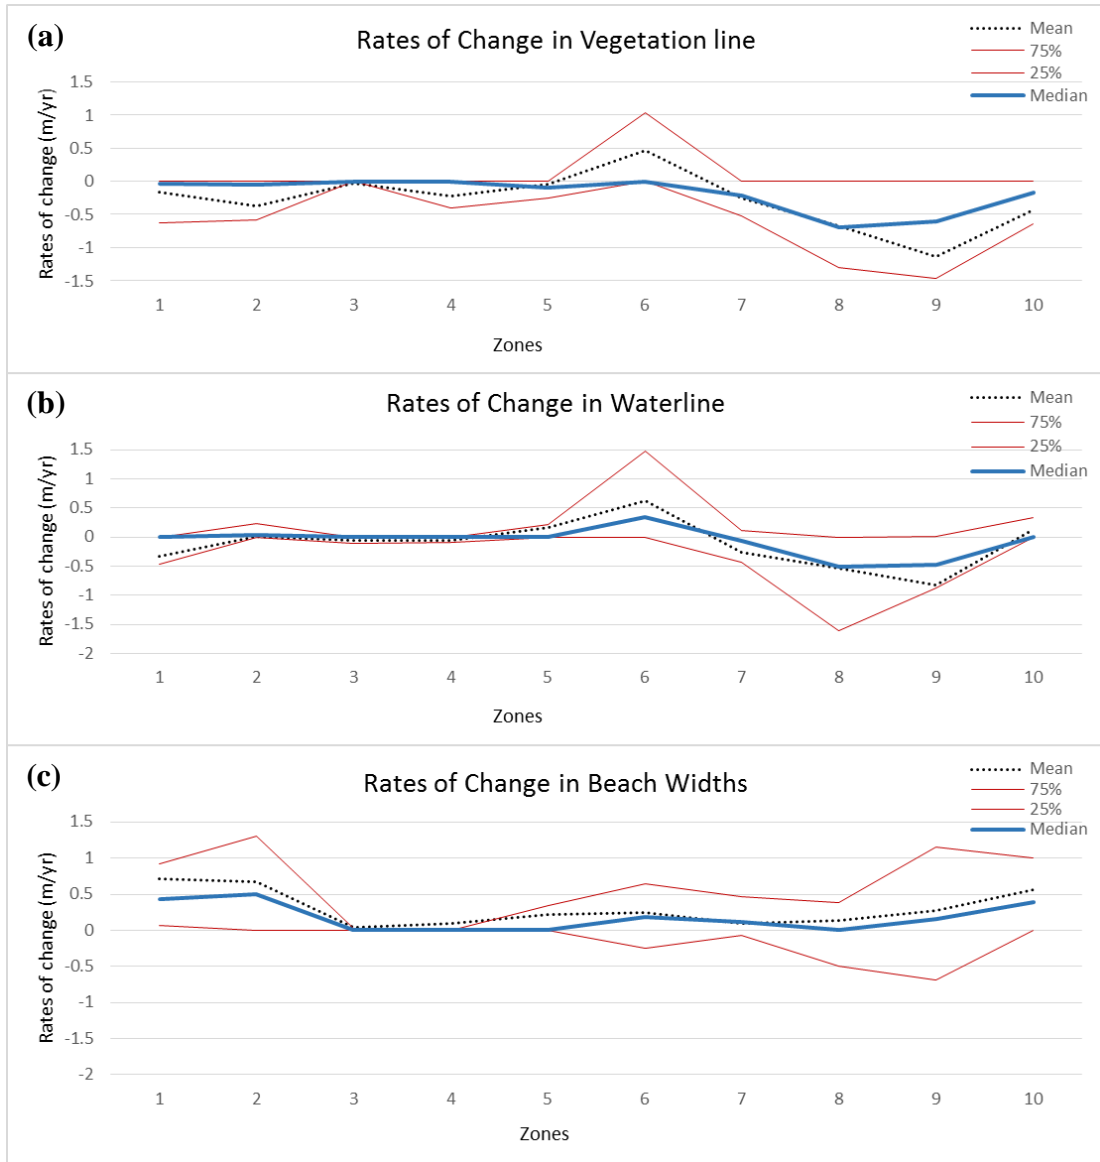 (a)
Rates of Change in Vegetation line
Mean
75%
25%
Median
Rates of change (m/yr)
1.5
1
0.5
0
-0.5
-1
-1.5
1 2 3 4 5 6 7 8 9 10
Zones
(b)
Rates of Change in Waterline
Mean
75%
25%
Median
Rates of change (m/yr)
1.5
1
0.5
0
-0.5
-1
-1.5
-2
1 2 3 4 5 6 7 8 9 10
Zones
(c)
Rates of Change in Beach Widths
Mean
75%
25%
Median
Rates of change (m/yr)
1.5
1
0.5
0
-0.5
-1
-1.5
-2
1 2 3 4 5 6 7 8 9 10
Zones